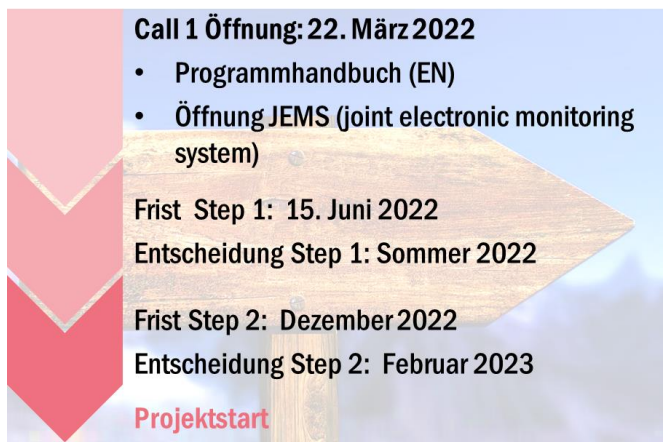 Call 1 Öffnung: 22. März 2022
• Programmhandbuch (EN)
• Öffnung JEMS (joint electronic monitoring
system)
Frist Step 1: 15. Juni 2022
Entscheidung Step 1: Sommer 2022
Frist Step 2: Dezember 2022
Entscheidung Step 2: Februar 2023
Projektstart